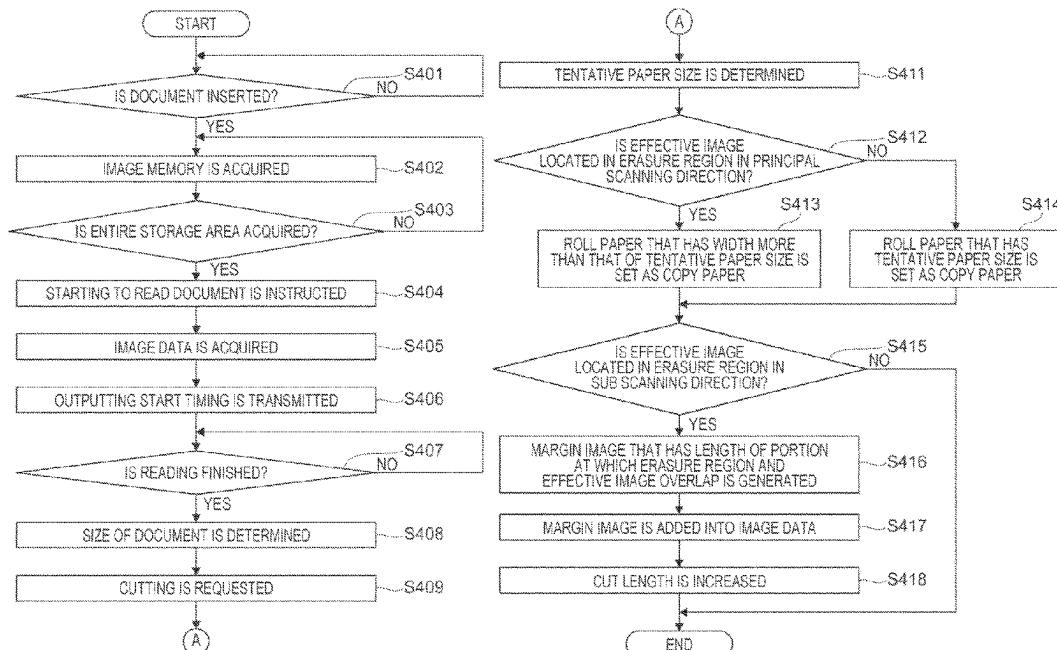 START
S401
IS DOCUMENT INSERTED?
NO
YES
IMAGE MEMORY IS ACQUIRED
S402
S403
IS ENTIRE STORAGE AREA ACQUIRED?
NO
YES
STARTING TO READ DOCUMENT IS INSTRUCTED
S404
IMAGE DATA IS ACQUIRED
S405
OUTPUTTING START TIMING IS TRANSMITTED
S406
S407
IS READING FINISHED?
NO
YES
SIZE OF DOCUMENT IS DETERMINED
S408
CUTTING IS REQUESTED
S409
A
A
TENTATIVE PAPER SIZE IS DETERMINED
S411
S412
IS EFFECTIVE IMAGE
LOCATED IN ERASURE REGION IN PRINCIPAL
SCANNING DIRECTION?
NO
YES
S413
ROLL PAPER THAT HAS WIDTH MORE
THAN THAT OF TENTATIVE PAPER SIZE IS
SET AS COPY PAPER
S414
ROLL PAPER THAT HAS
TENTATIVE PAPER SIZE IS
SET AS COPY PAPER
S415
IS EFFECTIVE IMAGE
LOCATED IN ERASURE REGION IN
SUB SCANNING DIRECTION?
NO
YES
MARGIN IMAGE THAT HAS LENGTH OF PORTION
AT WHICH ERASURE REGION AND
EFFECTIVE IMAGE OVERLAP IS GENERATED
S416
MARGIN IMAGE IS ADDED INTO IMAGE DATA
S417
CUT LENGTH IS INCREASED
S418
END